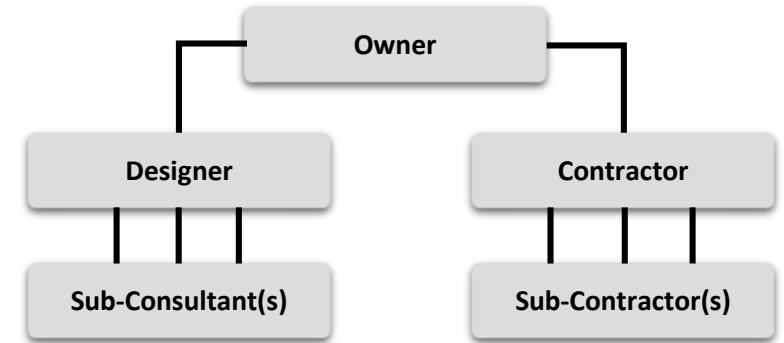 Owner
Designer
Contractor
Sub-Consultant(s)
Sub-Contractor(s)